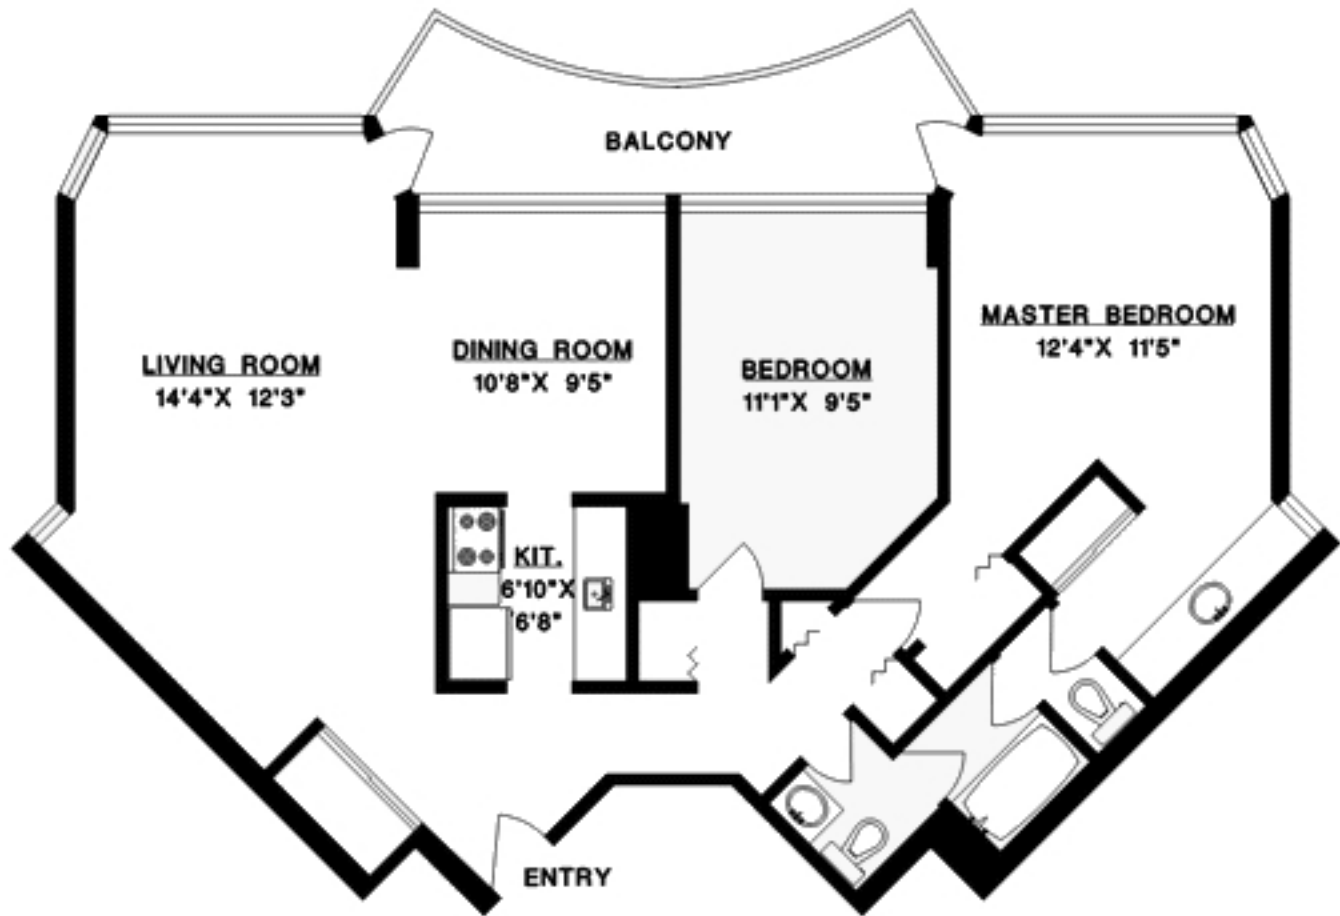 BALCONY
LIVING ROOM
14'4"X 12'3"
DINING ROOM
10'8"X 9'5"
BEDROOM
11'1"X 9'5"
MASTER BEDROOM
12'4"X 11'5"
KIT.
6'10"X
6'8"
ENTRY